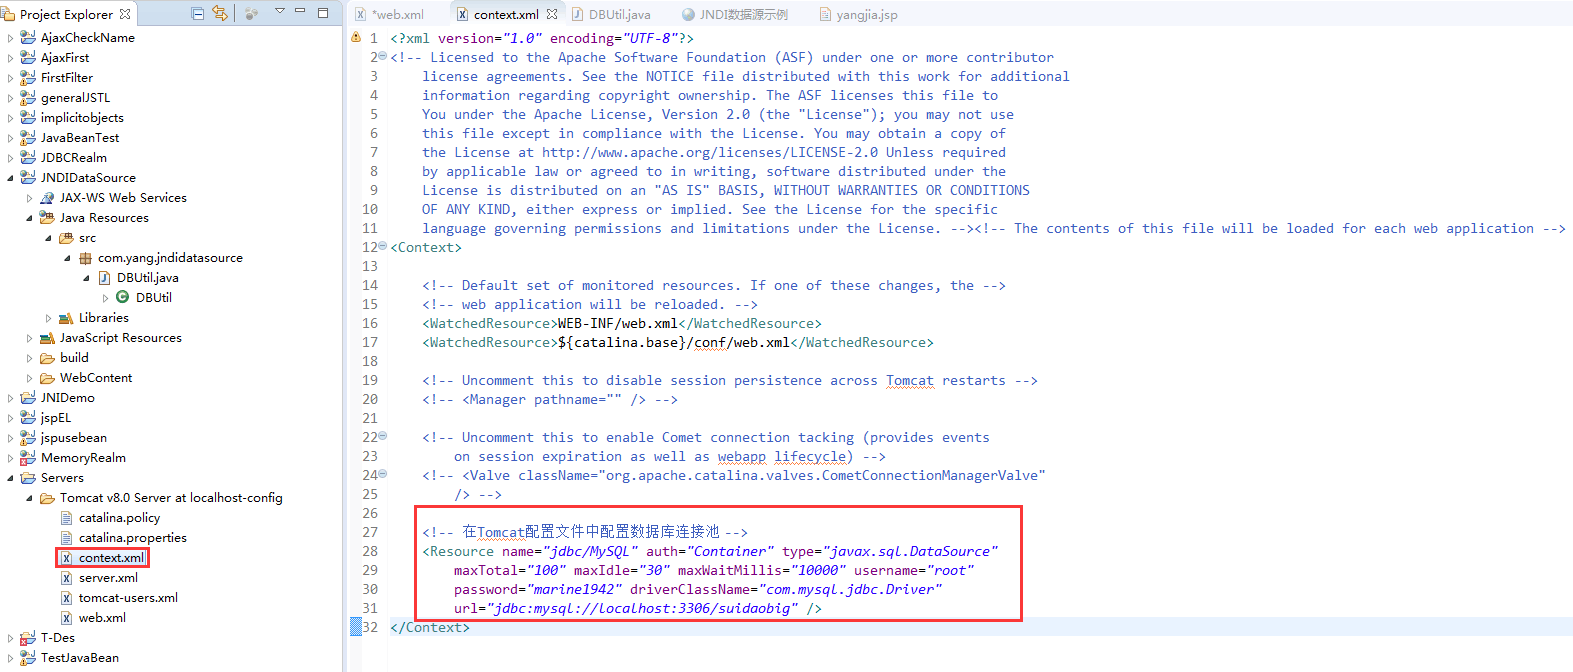 Project Explorer
AjaxCheckName
AjaxFirst
FirstFilter
generalJSTL
implicitobjects
JavaBeanTest
JDBCRealm
JNDIDataSource
JAX-WS Web Services
Java Resources
src
com.yang.jndidatasource
DBUtil.java
DBUtil
Libraries
JavaScript Resources
build
WebContent
JNIDemo
jspEL
jspusebean
MemoryRealm
Servers
Tomcat v8.0 Server at localhost-config
catalina.policy
catalina.properties
context.xml
server.xml
tomcat-users.xml
web.xml
T-Des
TestJavaBean
*web.xml
context.xml
DBUtil.java
JNDI数据源示例
yangjia.jsp
1 <?xml version="1.0" encoding="UTF-8"?>
2 <!-- Licensed to the Apache Software Foundation (ASF) under one or more contributor
3 license agreements. See the NOTICE file distributed with this work for additional
4 information regarding copyright ownership. The ASF licenses this file to
5 You under the Apache License, Version 2.0 (the "License"); you may not use
6 this file except in compliance with the License. You may obtain a copy of
7 the License at http://www.apache.org/licenses/LICENSE-2.0 Unless required
8 by applicable law or agreed to in writing, software distributed under the
9 License is distributed on an "AS IS" BASIS, WITHOUT WARRANTIES OR CONDITIONS
10 OF ANY KIND, either express or implied. See the License for the specific
11 language governing permissions and limitations under the License. --><!-- The contents of this file will be loaded for each web application -->
12 <Context>
13
14 <!-- Default set of monitored resources. If one of these changes, the -->
15 <!-- web application will be reloaded. -->
16 <WatchedResource>WEB-INF/web.xml</WatchedResource>
17 <WatchedResource>${catalina.base}/conf/web.xml</WatchedResource>
18
19 <!-- Uncomment this to disable session persistence across Tomcat restarts -->
20 <!-- <Manager pathname="" /> -->
21
22 <!-- Uncomment this to enable Comet connection tacking (provides events
23 on session expiration as well as webapp lifecycle) -->
24 <!-- <Valve className="org.apache.catalina.valves.CometConnectionManagerValve"
25 /> -->
26
27 <!-- 在Tomcat配置文件中配置数据库连接池 -->
28 <Resource name="jdbc/MySQL" auth="Container" type="javax.sql.DataSource"
29 maxTotal="100" maxIdle="30" maxWaitMillis="10000" username="root"
30 password="marine1942" driverClassName="com.mysql.jdbc.Driver"
31 url="jdbc:mysql://localhost:3306/suidaobig" />
32 </Context>